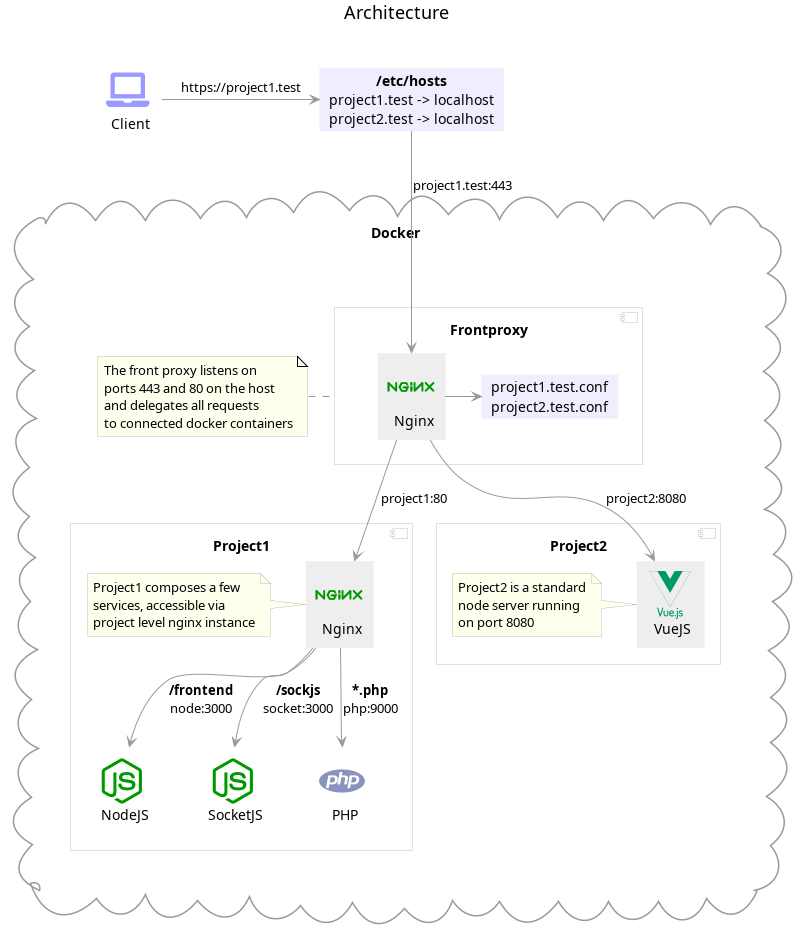 Architecture
https://project1.test
Client
/etc/hosts
project1.test -> localhost
project2.test -> localhost
project1.test:443
Docker
Frontproxy
The front proxy listens on
ports 443 and 80 on the host
and delegates all requests
to connected docker containers
NGINX
Nginx
project1.test.conf
project2.test.conf
project1:80
project2:8080
Project1
Project1 composes a few
services, accessible via
project level nginx instance
NGINX
Nginx
Project2
Project2 is a standard
node server running
on port 8080
Vue.js
VueJS
/frontend
node:3000
/sockjs
socket:3000
*.php
php:9000
JS
NodeJS
JS
SocketJS
php
PHP